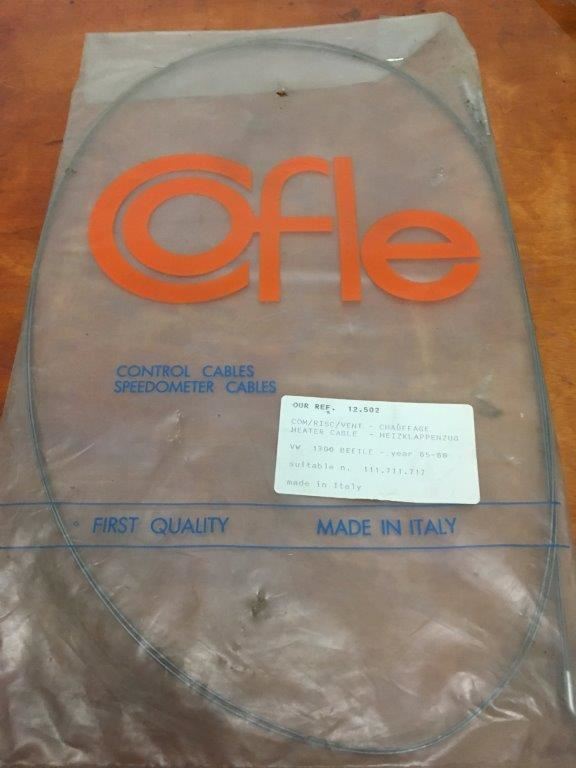 Cofle
CONTROL CABLES
SPEEDOMETER CABLES
OUR REF. 12.502
COM/RISC/VENT - CHAUFFAGE
HEATER CABLE - HEIZKLAPPENZUG
VW 1300 BEETLE - year 65-68
suitable n. 111.711.717
made in Italy
FIRST QUALITY MADE IN ITALY